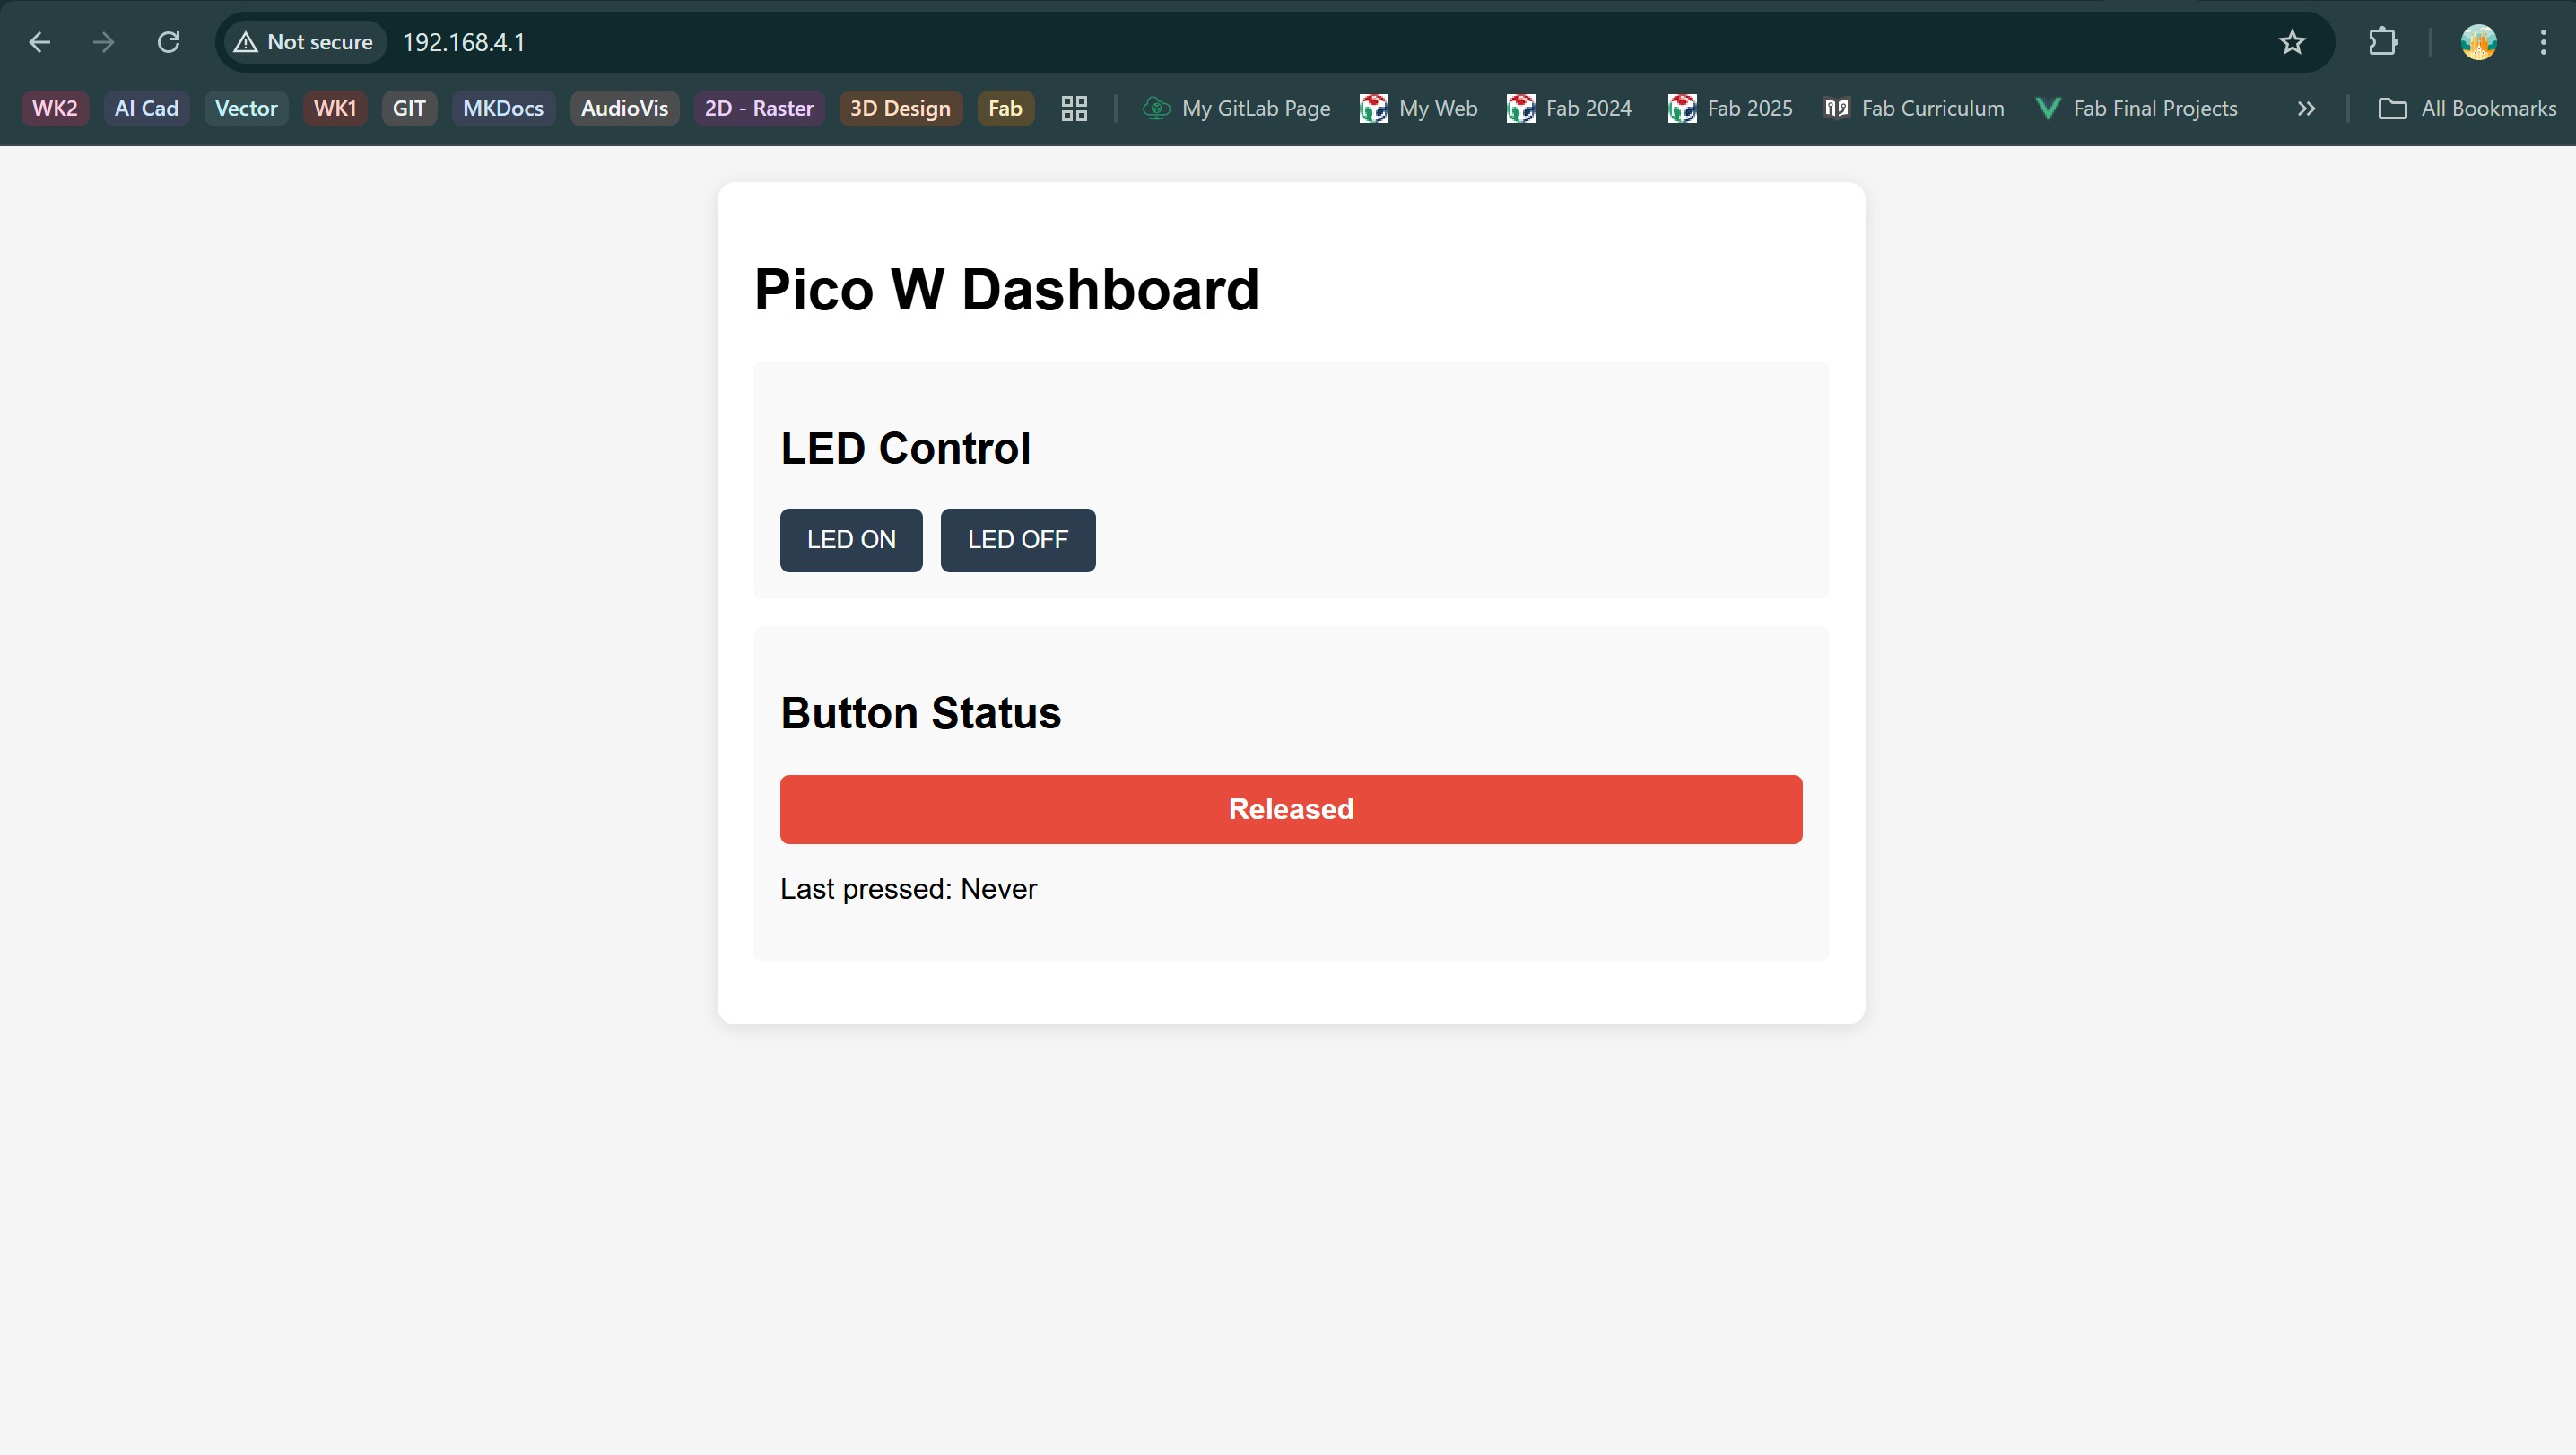 Not secure 192.168.4.1
WK2 AI Cad Vector WK1 GIT MKDocs AudioVis 2D - Raster 3D Design Fab My GitLab Page My Web Fab 2024 Fab 2025 Fab Curriculum Fab Final Projects All Bookmarks
Pico W Dashboard
LED Control
LED ON LED OFF
Button Status
Released
Last pressed: Never